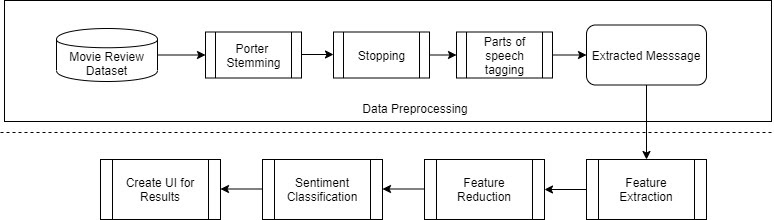 Movie Review
Dataset
Porter
Stemming
Stopping
Parts of
speech
tagging
Extracted Messsage
Data Preprocessing
Create UI for
Results
Sentiment
Classification
Feature
Reduction
Feature
Extraction